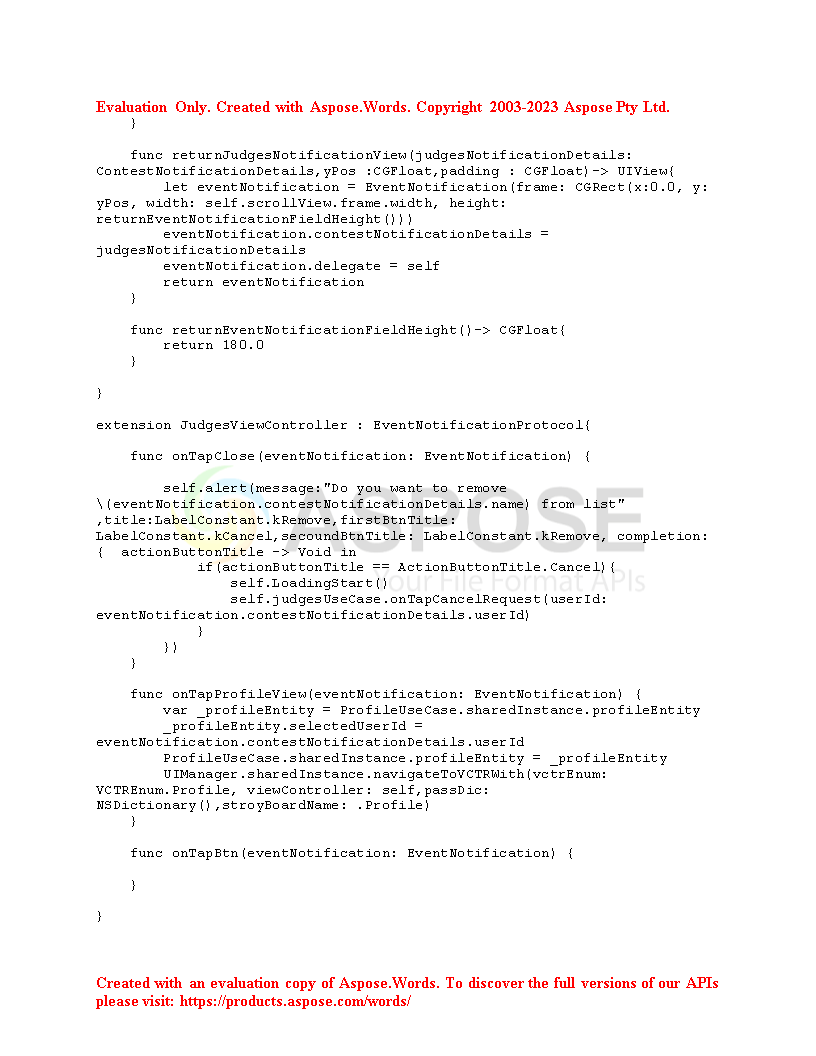 Evaluation Only. Created with Aspose.Words. Copyright 2003-2023 Aspose Pty Ltd.
    }
    func returnJudgesNotificationView(judgesNotificationDetails:
ContestNotificationDetails,yPos :CGFloat,padding : CGFloat)-> UIView{
        let eventNotification = EventNotification(frame: CGRect(x:0.0, y:
yPos, width: self.scrollView.frame.width, height:
returnEventNotificationFieldHeight()))
        eventNotification.contestNotificationDetails =
judgesNotificationDetails
        eventNotification.delegate = self
        return eventNotification
    }
    func returnEventNotificationFieldHeight()-> CGFloat{
        return 180.0
    }
}
extension JudgesViewController : EventNotificationProtocol{
    func onTapClose(eventNotification: EventNotification) {
        self.alert(message:"Do you want to remove
\(eventNotification.contestNotificationDetails.name) from list"
,title:LabelConstant.kRemove,firstBtnTitle:
LabelConstant.kCancel,secoundBtnTitle: LabelConstant.kRemove, completion:
{  actionButtonTitle -> Void in
            if(actionButtonTitle == ActionButtonTitle.Cancel){
                self.LoadingStart()
                self.judgesUseCase.onTapCancelRequest(userId:
eventNotification.contestNotificationDetails.userId)
            }
        })
    }
ASPOSE
Your File Format APIs
    func onTapProfileView(eventNotification: EventNotification) {
        var _profileEntity = ProfileUseCase.sharedInstance.profileEntity
        _profileEntity.selectedUserId =
eventNotification.contestNotificationDetails.userId
        ProfileUseCase.sharedInstance.profileEntity = _profileEntity
        UIManager.sharedInstance.navigateToVCTRWith(vctrEnum:
VCTREnum.Profile, viewController: self,passDic:
NSDictionary(),stroyBoardName: .Profile)
    }
    func onTapBtn(eventNotification: EventNotification) {
    }
}
Created with an evaluation copy of Aspose.Words. To discover the full versions of our APIs
please visit: https://products.aspose.com/words/